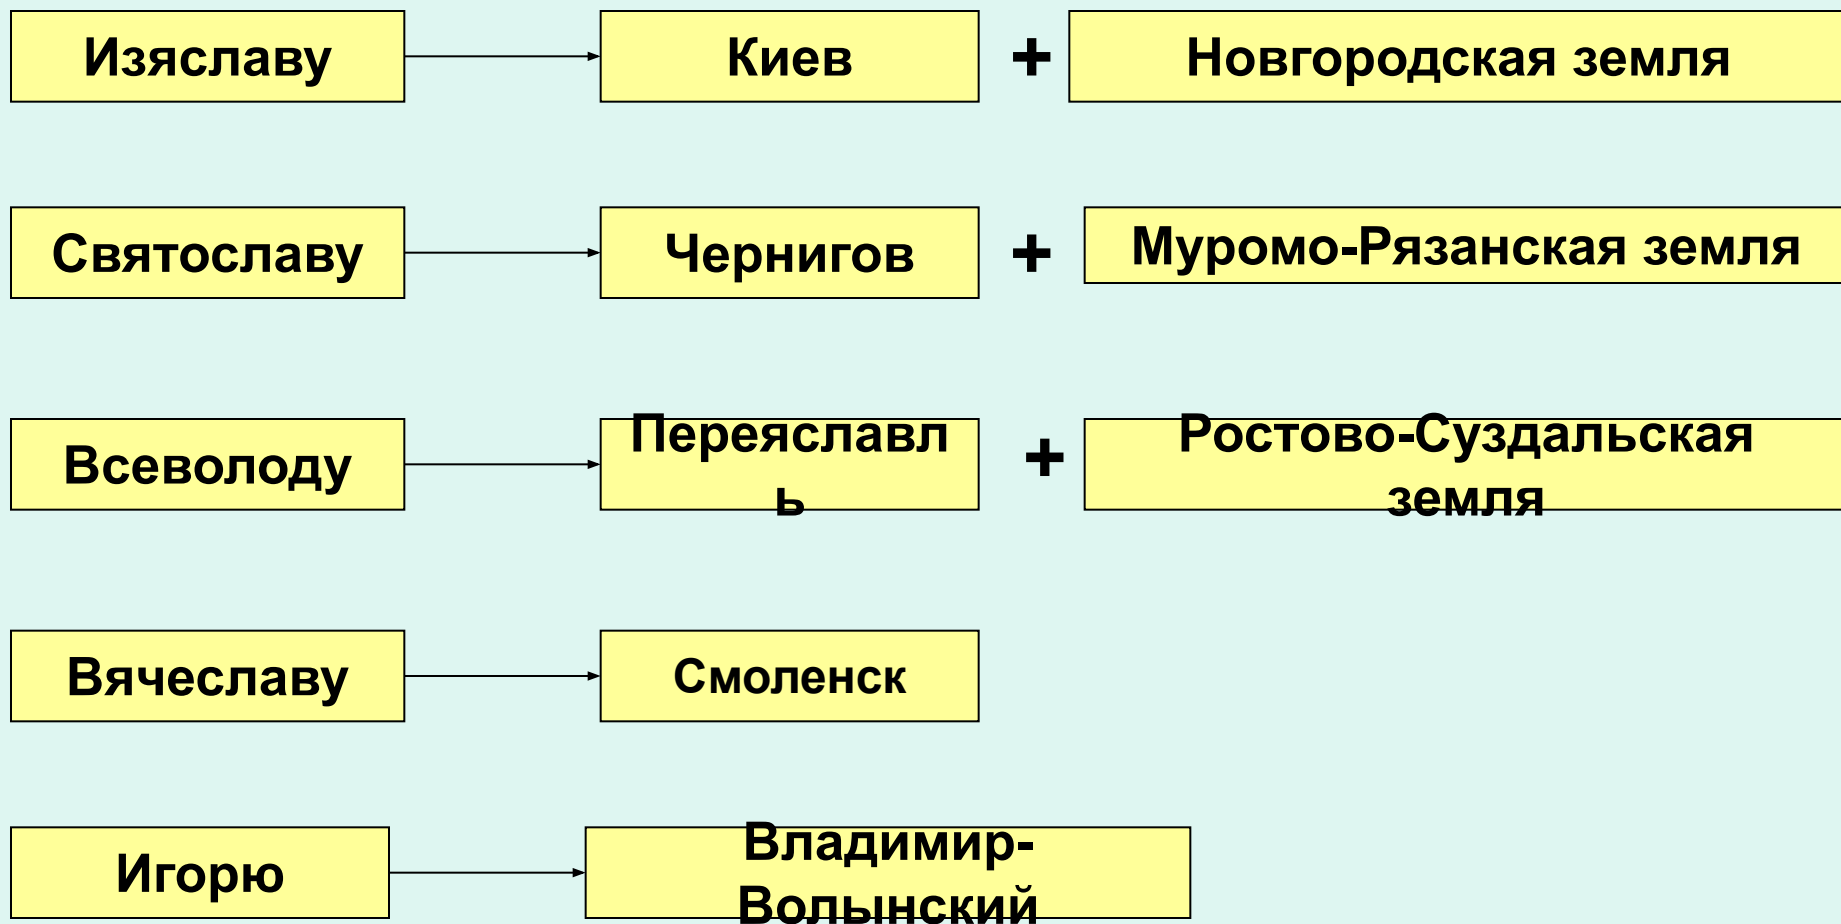 Изяславу
Киев
+
Новгородская земля
Святославу
Чернигов
+
Муромо-Рязанская земля
Всеволоду
Переяславл
ь
+
Ростово-Суздальская
земля
Вячеславу
Смоленск
Игорю
Владимир-
Волынский